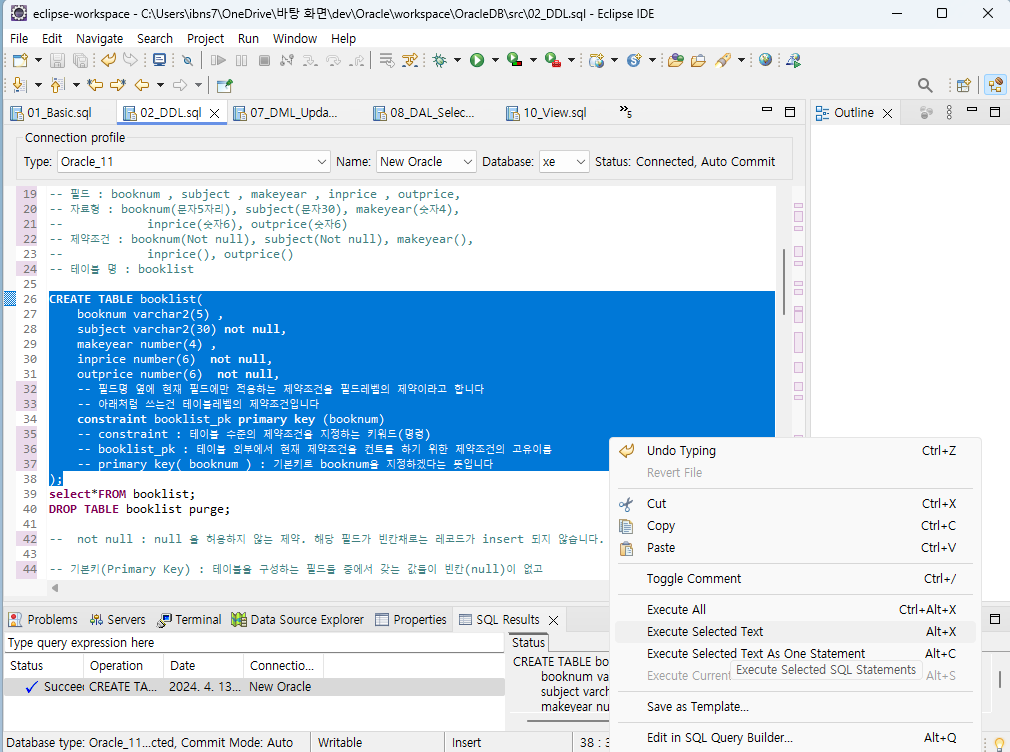 eclipse-workspace - C:\Users\ibns7\OneDrive\바탕 화면\dev\Oracle\workspace\OracleDB\src\02_DDL.sql - Eclipse IDE
File Edit Navigate Search Project Run Window Help
01_Basic.sql 02_DDL.sql 07_DML_Upda... 08_DAL_Selec... 10_View.sql »5 Outline
Connection profile
Type: Oracle_11 Name: New Oracle Database: xe Status: Connected, Auto Commit
19 -- 필드 : booknum , subject , makeyear , inprice , outprice,
20 -- 자료형 : booknum(문자5자리), subject(문자30), makeyear(숫자4),
21 -- inprice(숫자6), outprice(숫자6)
22 -- 제약조건 : booknum(Not null), subject(Not null), makeyear(),
23 -- inprice(), outprice()
24 -- 테이블 명 : booklist
25
26 CREATE TABLE booklist(
27 booknum varchar2(5) ,
28 subject varchar2(30) not null,
29 makeyear number(4) ,
30 inprice number(6) not null,
31 outprice number(6) not null,
32 -- 필드명 옆에 현재 필드에만 적용하는 제약조건을 필드레벨의 제약이라고 합니다
33 -- 아래처럼 쓰는건 테이블레벨의 제약조건입니다
34 constraint booklist_pk primary key (booknum)
35 -- constraint : 테이블 수준의 제약조건을 지정하는 키워드(명령)
36 -- booklist_pk : 테이블 외부에서 현재 제약조건을 컨트롤 하기 위한 제약조건의 고유이름
37 -- primary key( booknum ) : 기본키로 booknum을 지정하겠다는 뜻입니다
38 );
39 select*FROM booklist;
40 DROP TABLE booklist purge;
41
42 -- not null : null 을 허용하지 않는 제약. 해당 필드가 빈칸채로는 레코드가 insert 되지 않습니다.
43
44 -- 기본키(Primary Key) : 테이블을 구성하는 필드들 중에서 갖는 값들이 빈칸(null)이 없고
Undo Typing Ctrl+Z
Revert File
Cut Ctrl+X
Copy Ctrl+C
Paste Ctrl+V
Toggle Comment Ctrl+/
Execute All Ctrl+Alt+X
Execute Selected Text Alt+X
Execute Selected Text As One Statement Alt+C
Execute Current Alt+S
Execute Selected SQL Statements
Save as Template...
Edit in SQL Query Builder... Alt+Q
Problems Servers Terminal Data Source Explorer Properties SQL Results
Type query expression here
Status Operation Date Connectio...
Succee CREATE TA... 2024. 4. 13... New Oracle
Status
CREATE TABLE bo
booknum va
subject varch
makeyear nu
Database type: Oracle_11...cted, Commit Mode: Auto Writable Insert 38 : 3